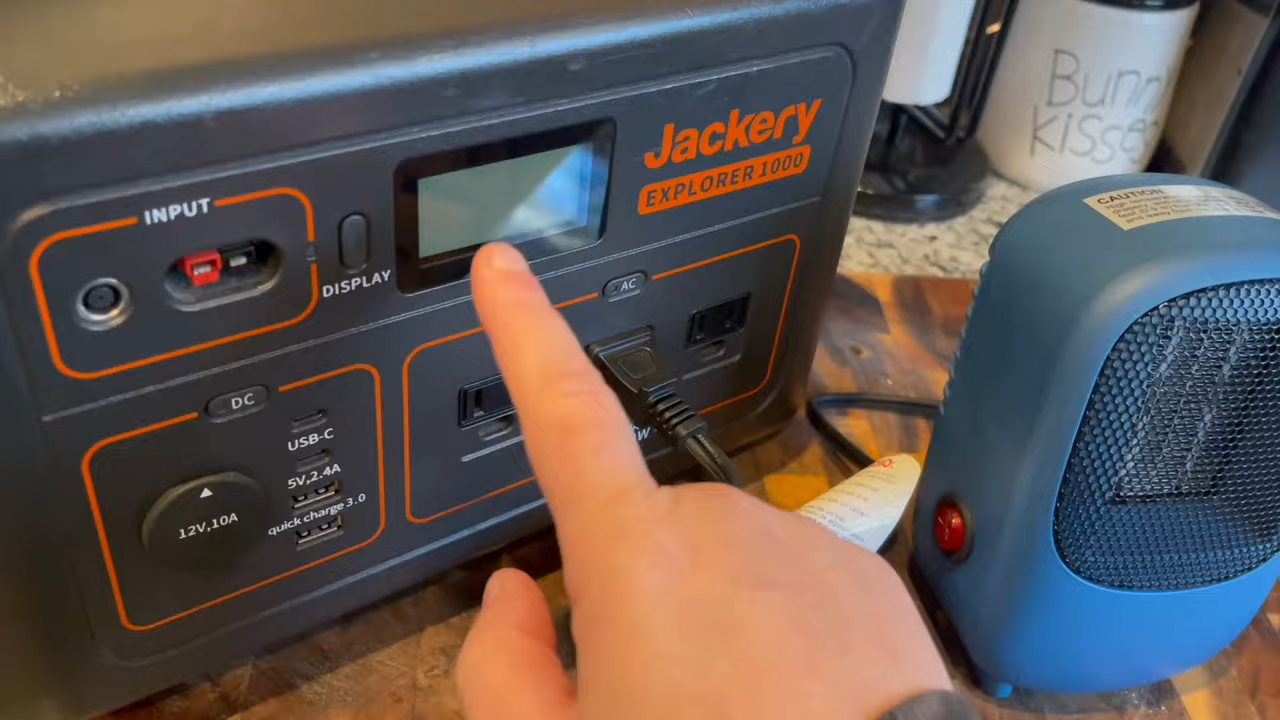 Jackery
EXPLORER 1000
INPUT
DISPLAY
AC
DC
USB-C
5V,2.4A
quick charge 3.0
12V,10A
Bunny
kisses
CAUTION